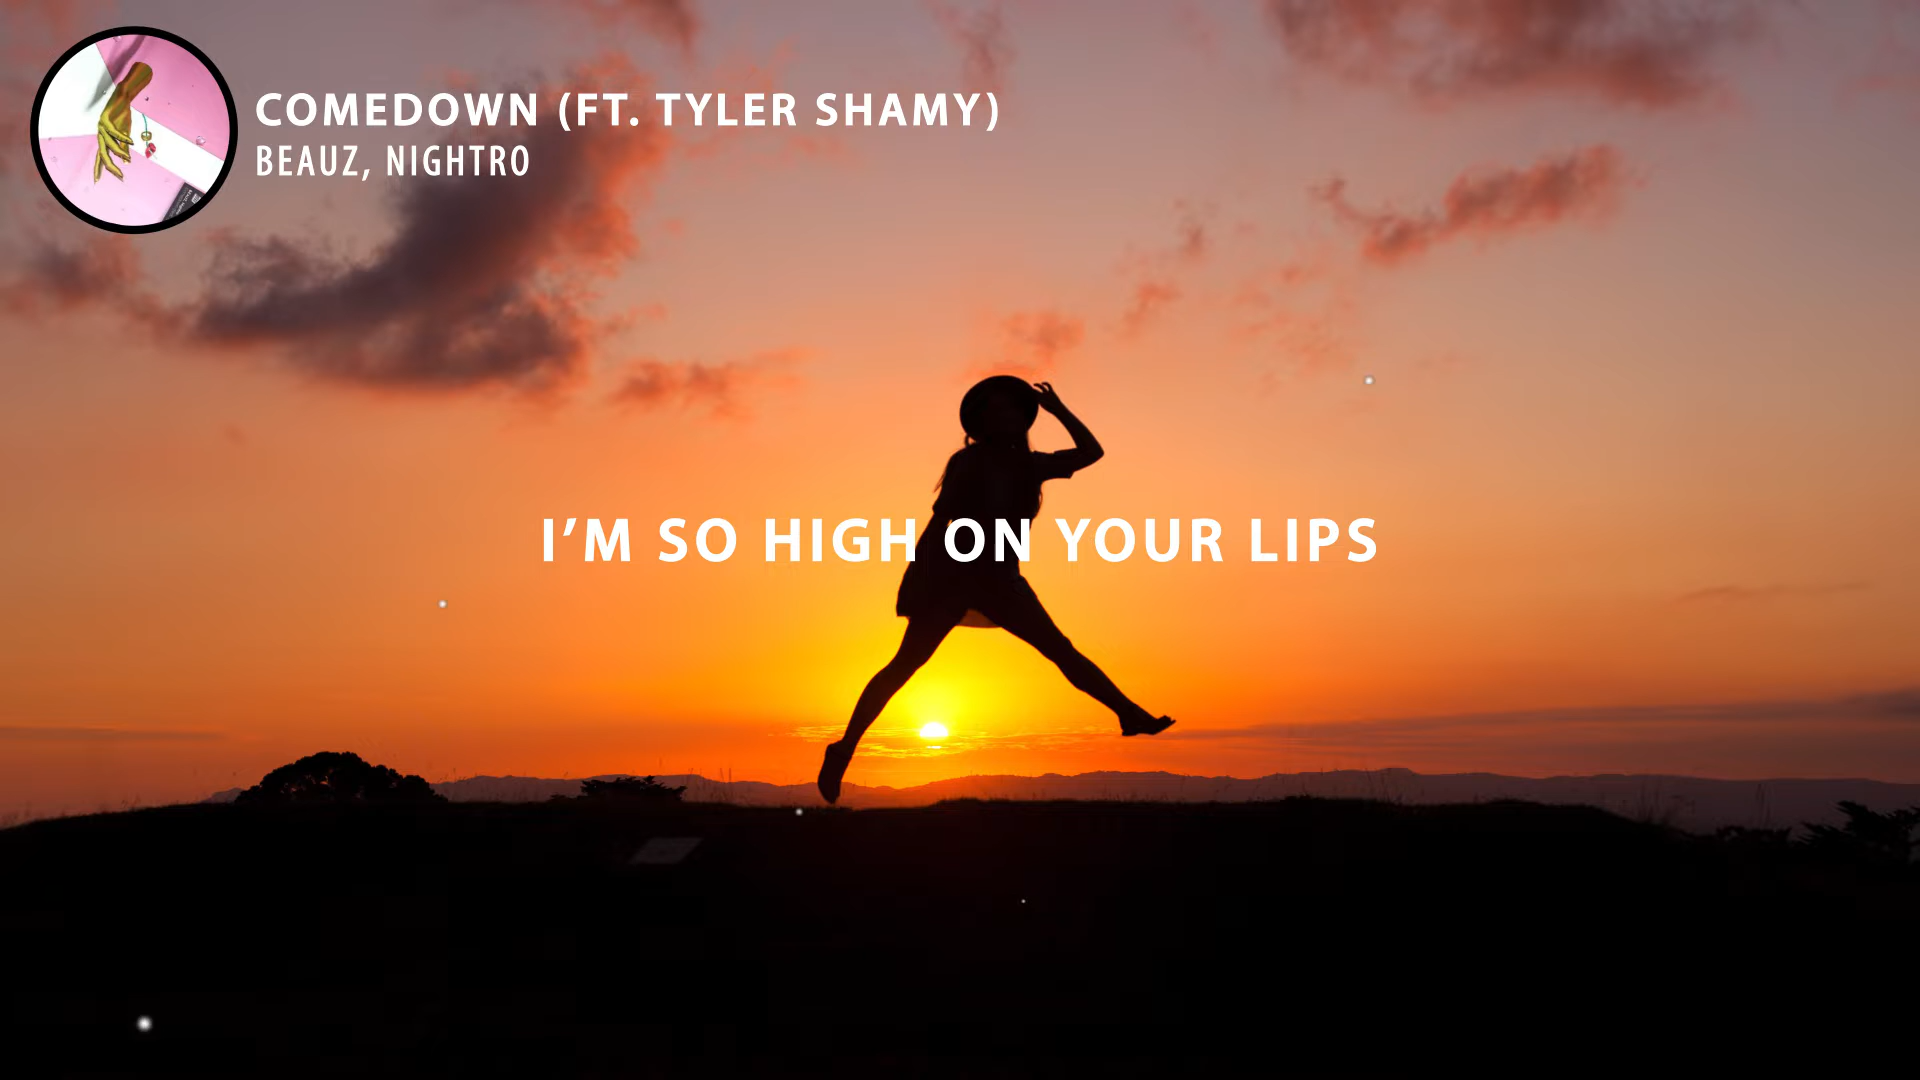 COMEDOWN (FT. TYLER SHAMY)
BEAUZ, NIGHTRO
I’M SO HIGH ON YOUR LIPS